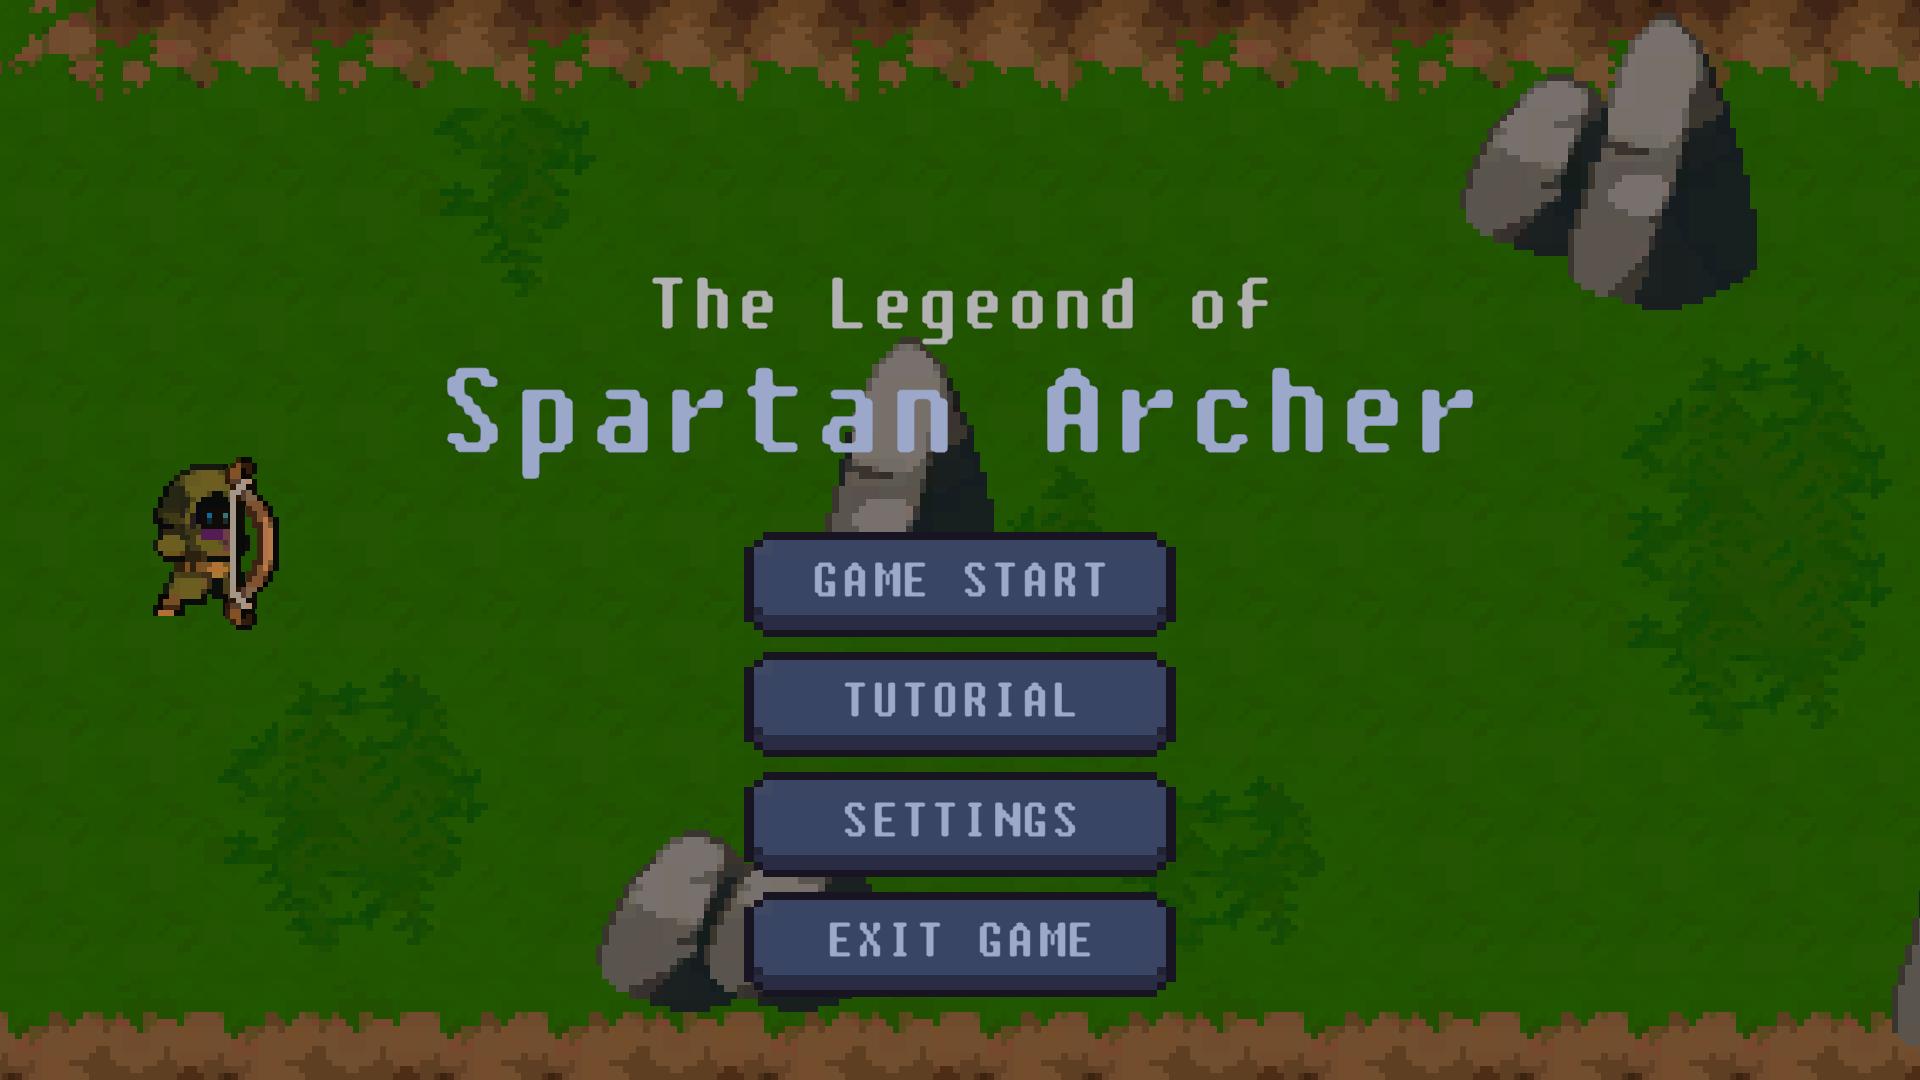 The Legeond of
Spartan Archer
GAME START
TUTORIAL
SETTINGS
EXIT GAME